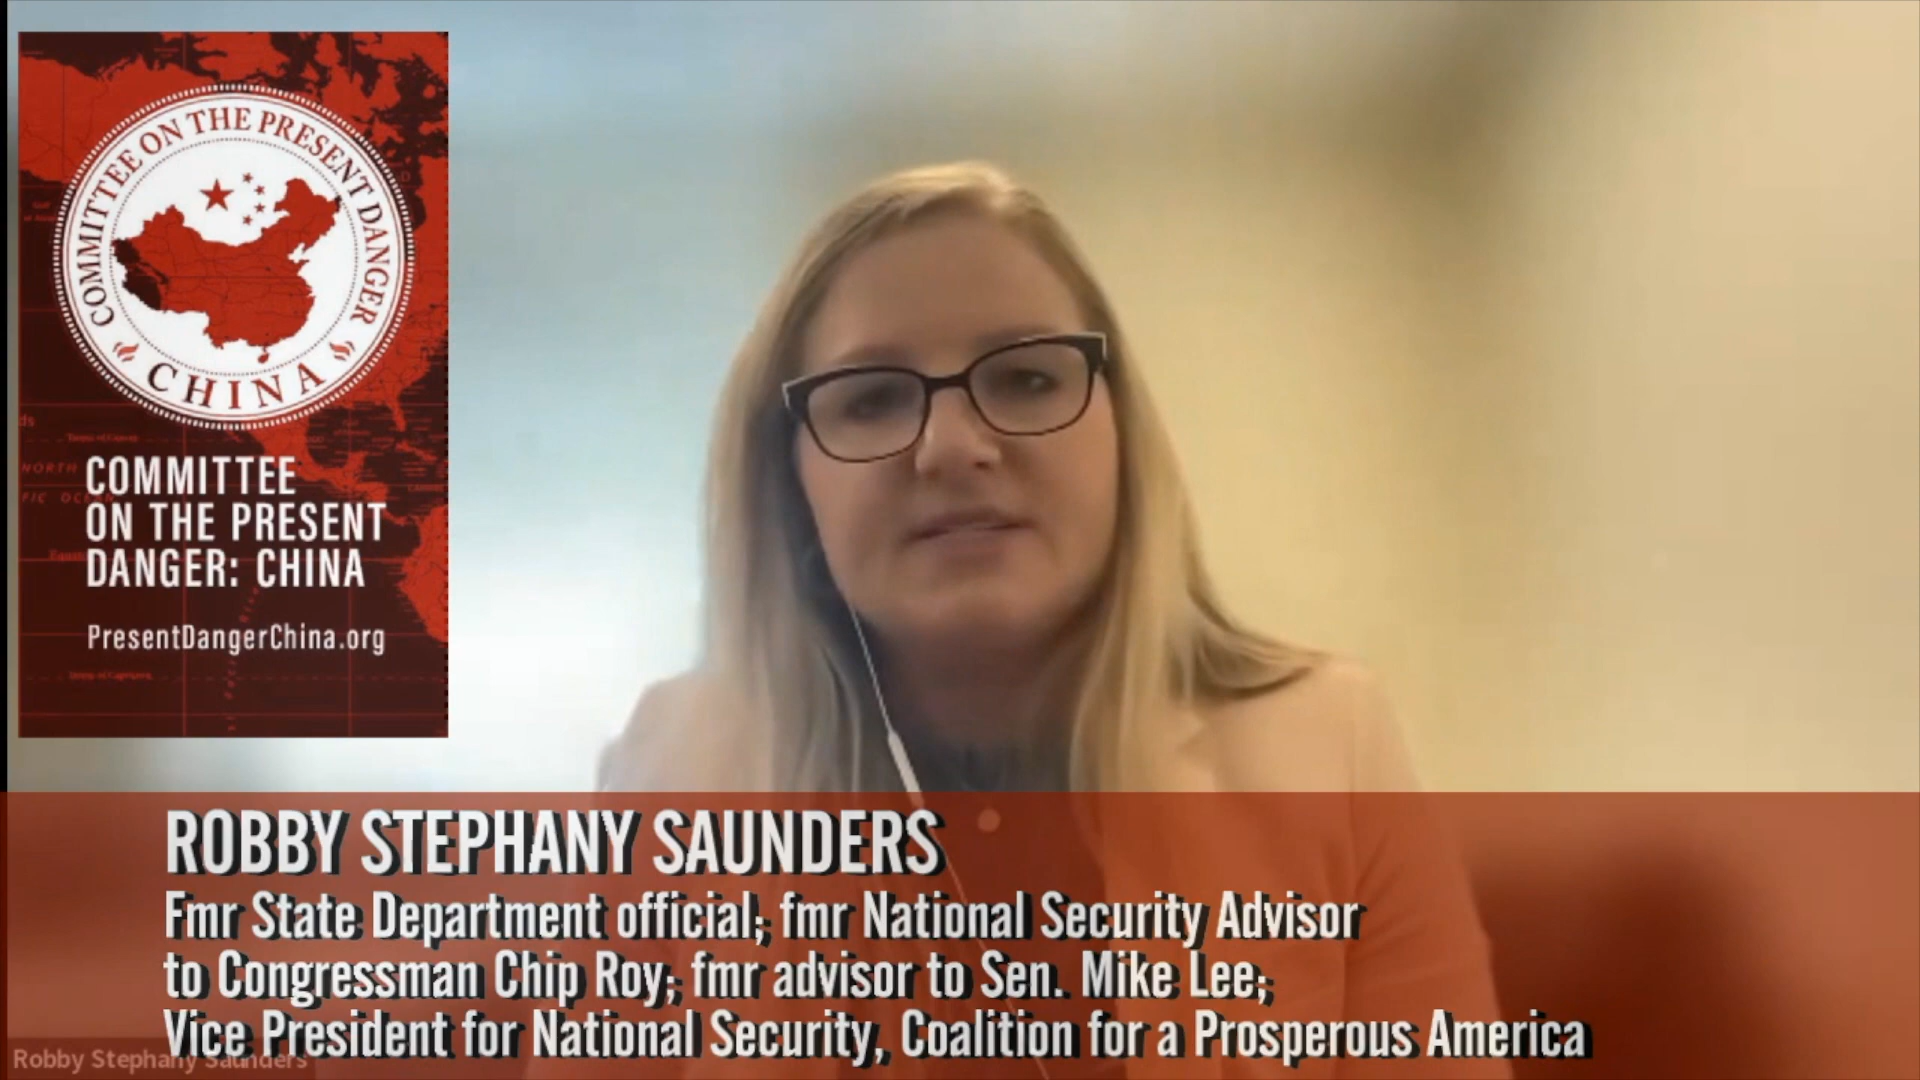 COMMITTEE ON THE PRESENT DANGER
CHINA
COMMITTEE
ON THE PRESENT
DANGER: CHINA
PresentDangerChina.org
NORTH
ROBBY STEPHANY SAUNDERS
Fmr State Department official; fmr National Security Advisor
to Congressman Chip Roy; fmr advisor to Sen. Mike Lee;
Vice President for National Security, Coalition for a Prosperous America
Robby Stephany Saunders